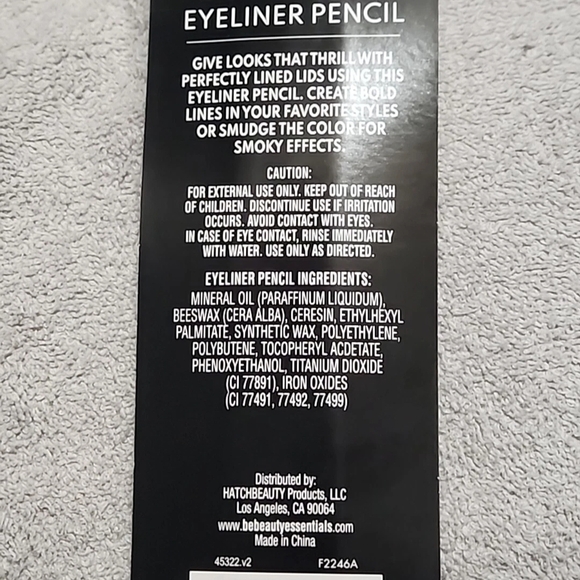 EYELINER PENCIL
GIVE LOOKS THAT THRILL WITH
PERFECTLY LINED LIDS USING THIS
EYELINER PENCIL. CREATE BOLD
LINES IN YOUR FAVORITE STYLES
OR SMUDGE THE COLOR FOR
SMOKY EFFECTS.
CAUTION:
FOR EXTERNAL USE ONLY. KEEP OUT OF REACH
OF CHILDREN. DISCONTINUE USE IF IRRITATION
OCCURS. AVOID CONTACT WITH EYES.
IN CASE OF EYE CONTACT, RINSE IMMEDIATELY
WITH WATER. USE ONLY AS DIRECTED.
EYELINER PENCIL INGREDIENTS:
MINERAL OIL (PARAFFINUM LIQUIDUM),
BEESWAX (CERA ALBA), CERESIN, ETHYLHEXYL
PALMITATE, SYNTHETIC WAX, POLYETHYLENE,
POLYBUTENE, TOCOPHERYL ACDETATE,
PHENOXYETHANOL, TITANIUM DIOXIDE
(CI 77891), IRON OXIDES
(CI 77491, 77492, 77499)
Distributed by:
HATCHBEAUTY Products, LLC
Los Angeles, CA 90064
www.bebeautyessentials.com
Made in China
45322.v2 F2246A